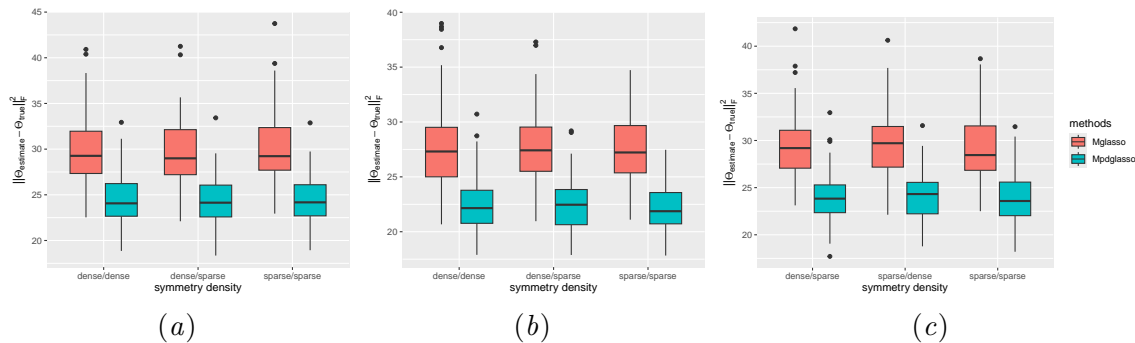 45
40
35
30
25
20
||Θestimate − Θtrue||²F
dense/dense dense/sparse sparse/sparse
symmetry density
(a)
40
35
30
25
20
||Θestimate − Θtrue||²F
dense/dense dense/sparse sparse/sparse
symmetry density
(b)
40
35
30
25
20
||Θestimate − Θtrue||²F
dense/sparse sparse/dense sparse/sparse
symmetry density
(c)
methods
Mglasso
Mpdglasso